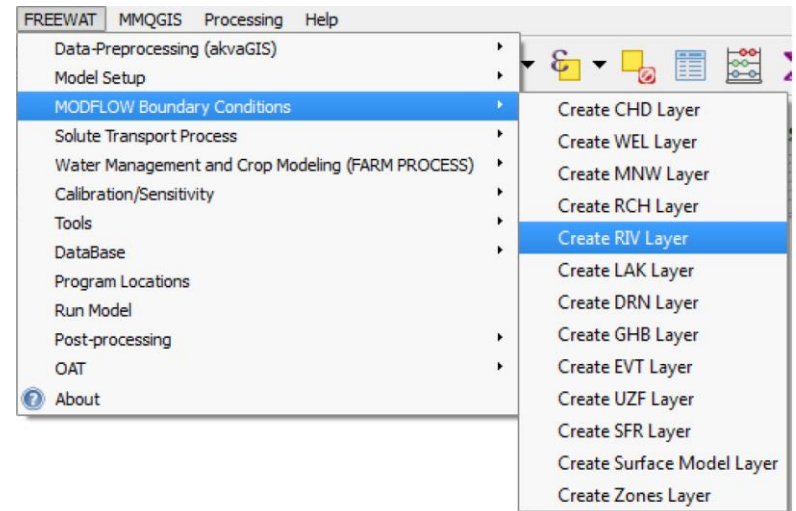 FREEWAT MMQGIS Processing Help
Data-Preprocessing (akvaGIS)
Model Setup
MODFLOW Boundary Conditions
Solute Transport Process
Water Management and Crop Modeling (FARM PROCESS)
Calibration/Sensitivity
Tools
DataBase
Program Locations
Run Model
Post-processing
OAT
About
Create CHD Layer
Create WEL Layer
Create MNW Layer
Create RCH Layer
Create RIV Layer
Create LAK Layer
Create DRN Layer
Create GHB Layer
Create EVT Layer
Create UZF Layer
Create SFR Layer
Create Surface Model Layer
Create Zones Layer